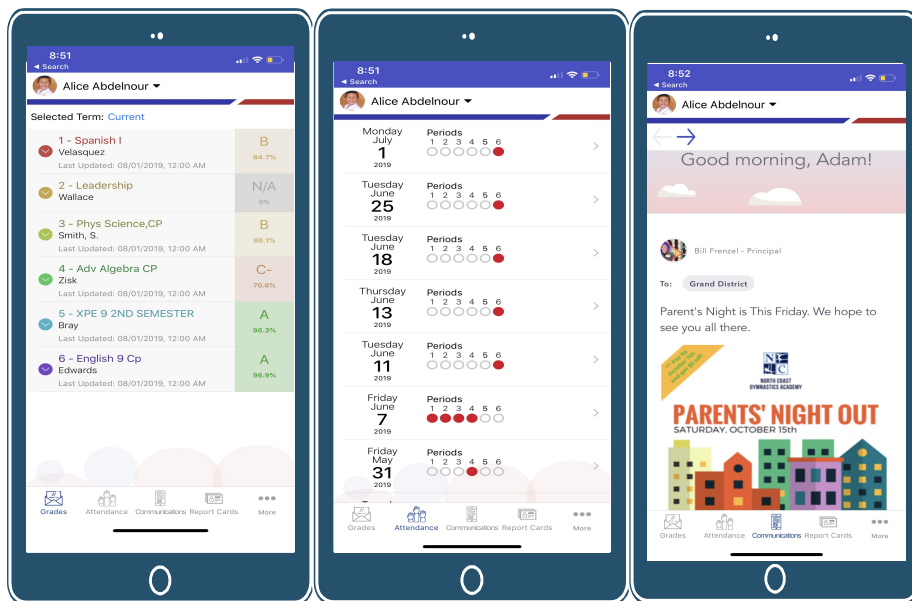 8:51
◄ Search
Alice Abdelnour
Selected Term: Current
1 - Spanish I
Velasquez
Last Updated: 08/01/2019, 12:00 AM
B
84.7%
2 - Leadership
Wallace
N/A
0%
3 - Phys Science,CP
Smith, S.
Last Updated: 08/01/2019, 12:00 AM
B
86.1%
4 - Adv Algebra CP
Zisk
Last Updated: 08/01/2019, 12:00 AM
C-
70.6%
5 - XPE 9 2ND SEMESTER
Bray
Last Updated: 08/01/2019, 12:00 AM
A
96.3%
6 - English 9 Cp
Edwards
Last Updated: 08/01/2019, 12:00 AM
A
96.9%
Grades Attendance Communications Report Cards More
8:51
◄ Search
Alice Abdelnour
Monday
July
1
2019
Periods
1 2 3 4 5 6
Tuesday
June
25
2019
Periods
1 2 3 4 5 6
Tuesday
June
18
2019
Periods
1 2 3 4 5 6
Thursday
June
13
2019
Periods
1 2 3 4 5 6
Tuesday
June
11
2019
Periods
1 2 3 4 5 6
Friday
June
7
2019
Periods
1 2 3 4 5 6
Friday
May
31
2019
Periods
1 2 3 4 5 6
Grades Attendance Communications Report Cards More
8:52
◄ Search
Alice Abdelnour
Good morning, Adam!
Bill Frenzel - Principal
To: Grand District
Parent's Night is This Friday. We hope to
see you all there.
NORTH COAST
GYMNASTICS ACADEMY
PARENTS' NIGHT OUT
SATURDAY, OCTOBER 15th
Grades Attendance Communications Report Cards More